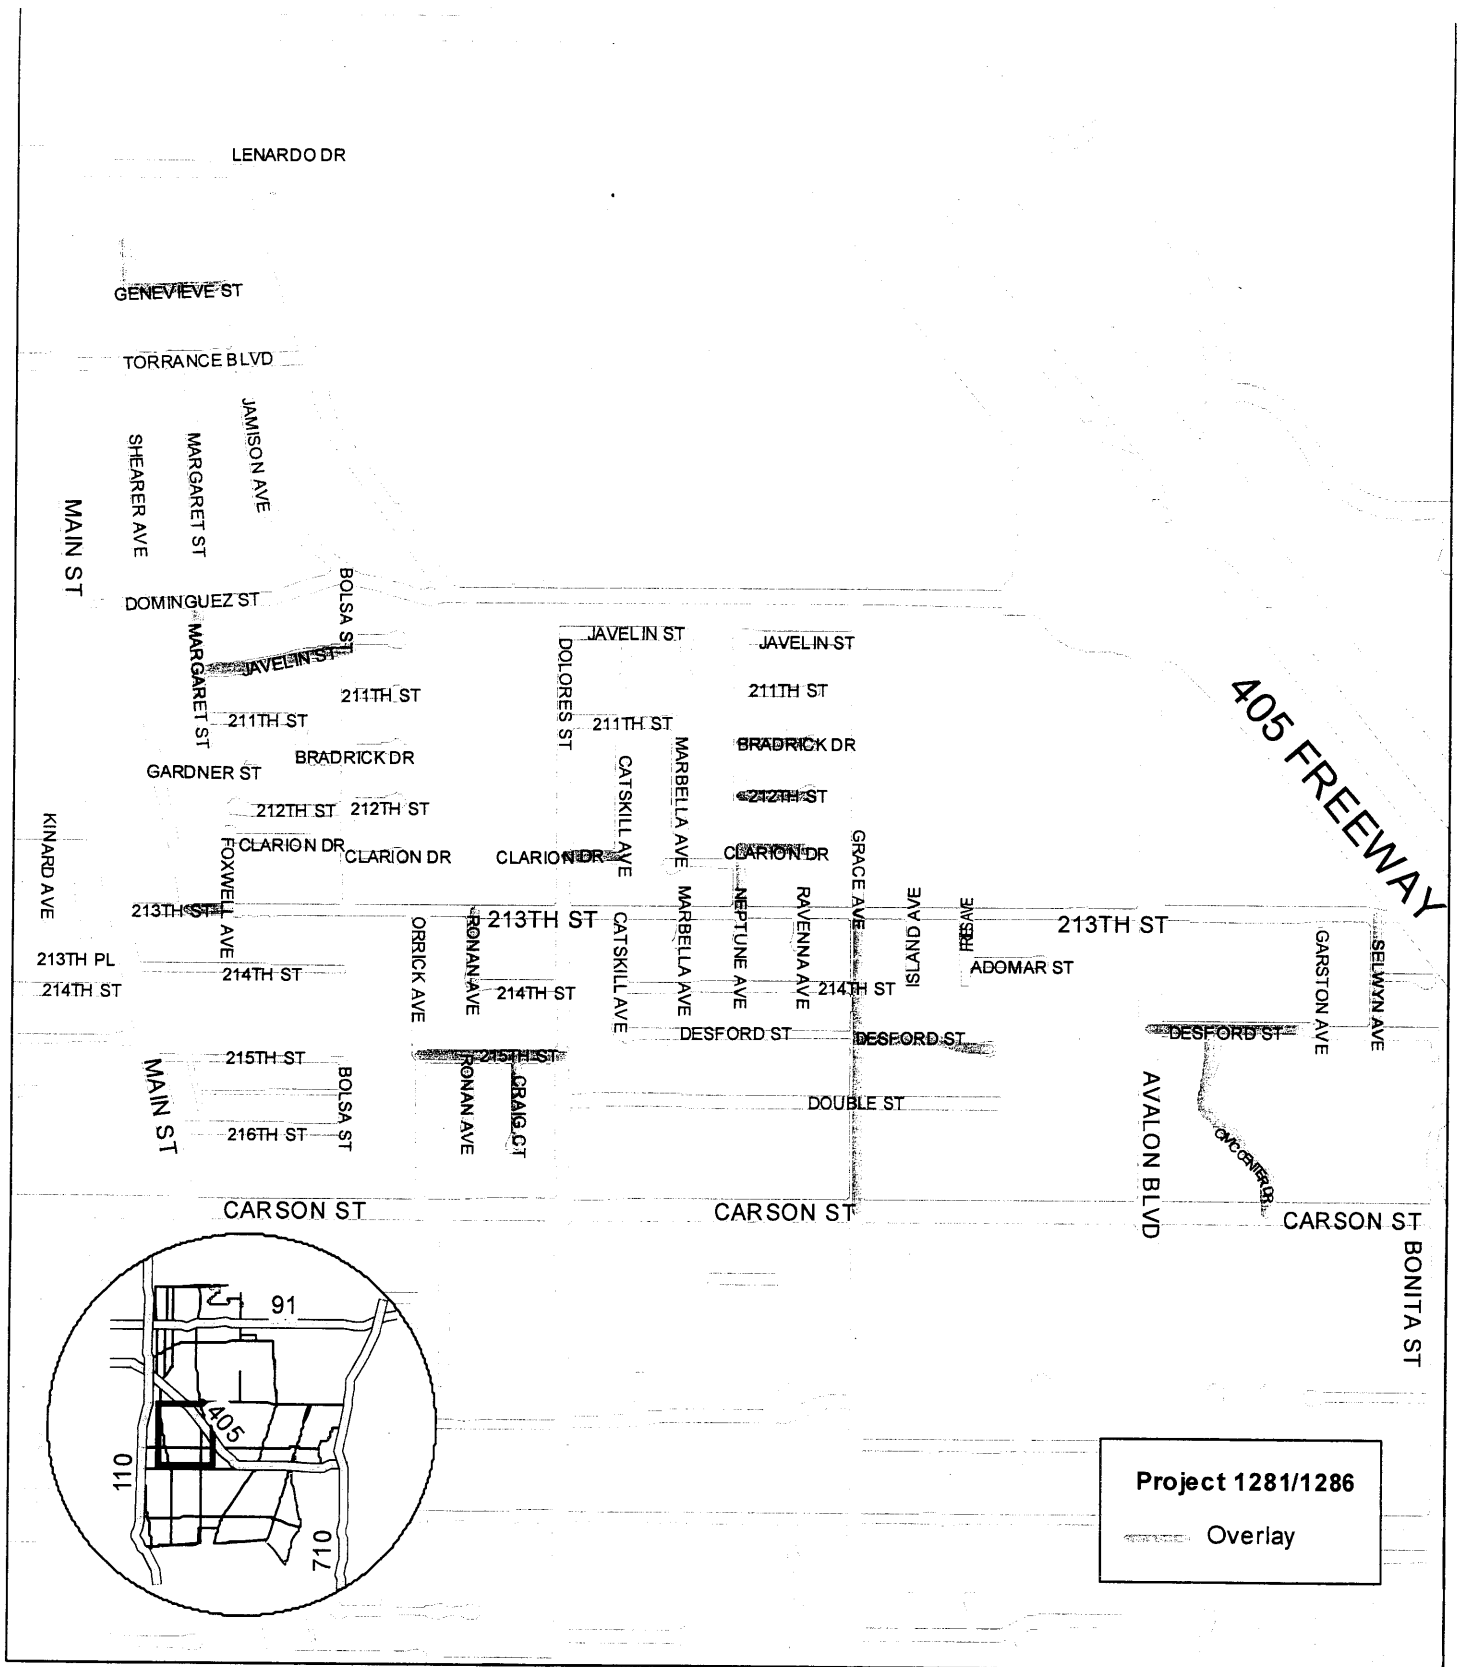 LENARDO DR
GENEVIEVE ST
TORRANCE BLVD
JAMISON AVE
MARGARET ST
SHEARER AVE
MAIN ST
DOMINGUEZ ST
BOLSA ST
MARGARET ST
JAVELIN ST
JAVELIN ST
JAVELIN ST
DOLORES ST
211TH ST
211TH ST
211TH ST
211TH ST
405 FREEWAY
BRADRICK DR
BRADRICK DR
GARDNER ST
CATSKILL AVE
MARBELLA AVE
212TH ST
212TH ST
212TH ST
KINARD AVE
FOXWELL AVE
CLARION DR
CLARION DR
CLARION DR
CLARION DR
GRACE AVE
213TH ST
213TH ST
213TH ST
ORRICK AVE
RONAN AVE
CATSKILL AVE
MARBELLA AVE
NEPTUNE AVE
RAVENNA AVE
ISLAND AVE
GARSTON AVE
SELWYN AVE
213TH PL
ADOMAR ST
214TH ST
214TH ST
214TH ST
214TH ST
DESFORD ST
DESFORD ST
DESFORD ST
215TH ST
215TH ST
MAIN ST
BOLSA ST
RONAN AVE
CRAIG CT
DOUBLE ST
AVALON BLVD
216TH ST
CIVIC CENTER DR
CARSON ST
CARSON ST
CARSON ST
BONITA ST
91
405
110
710
Project 1281/1286
Overlay